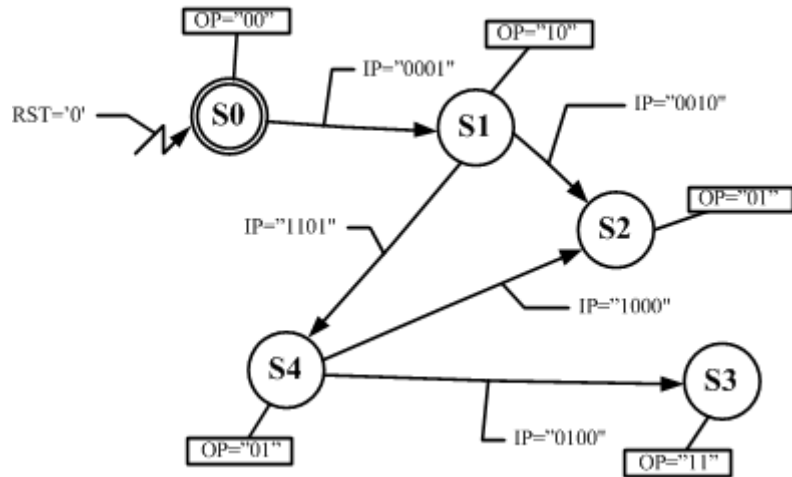 OP="00"
OP="10"
IP="0001"
RST='0'
S0
S1
IP="0010"
OP="01"
IP="1101"
S2
IP="1000"
S4
S3
OP="01"
IP="0100"
OP="11"